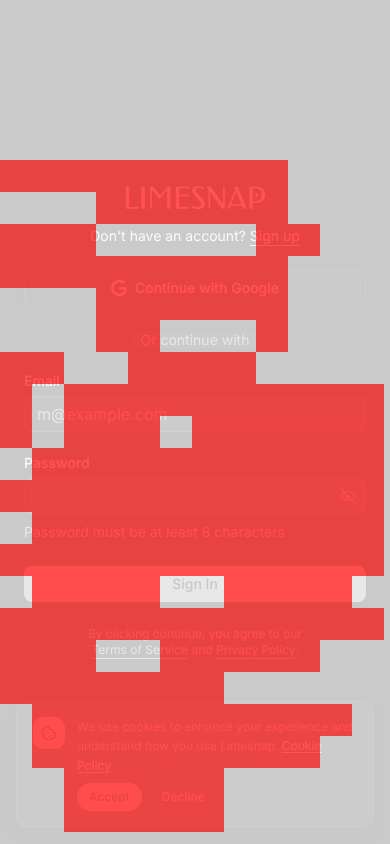 LIMESNAP
Don't have an account? Sign up
Continue with Google
Or continue with
Email
m@example.com
Password
Password must be at least 8 characters
Sign In
By clicking continue, you agree to our
Terms of Service and Privacy Policy.
We use cookies to enhance your experience and
understand how you use Limesnap. Cookie
Policy
Accept
Decline